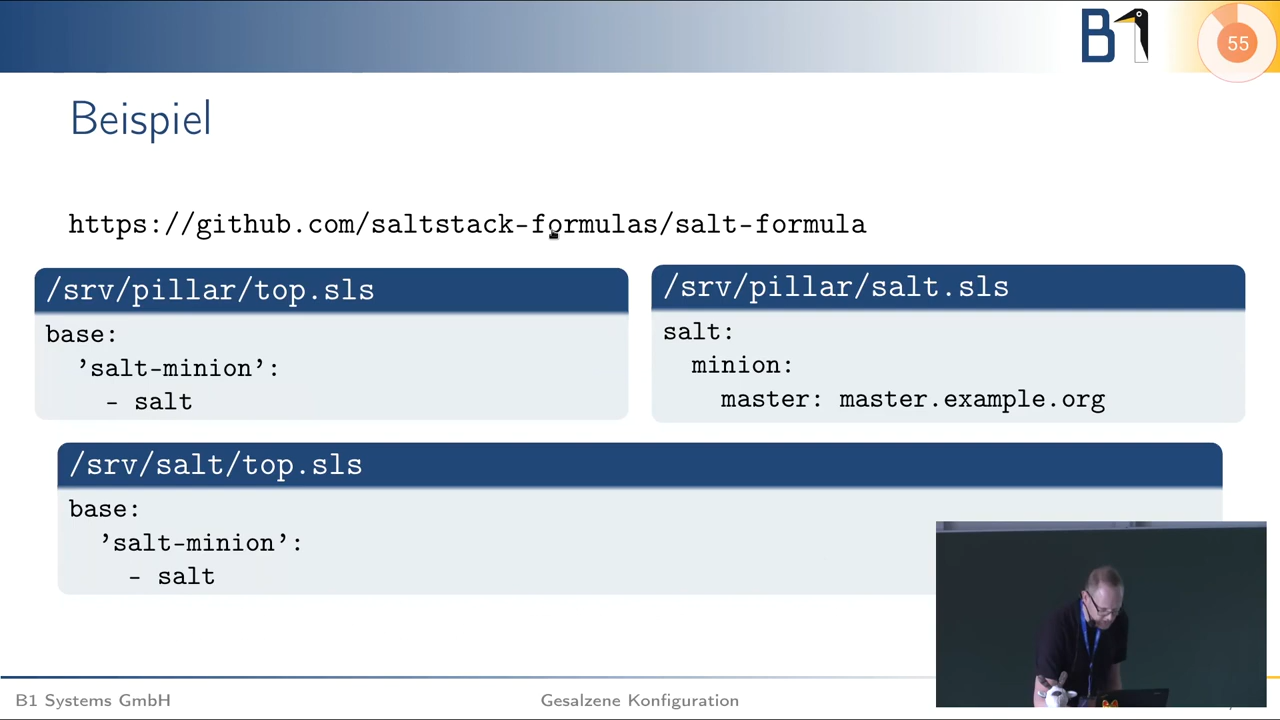 B1
55
Beispiel
https://github.com/saltstack-formulas/salt-formula
/srv/pillar/top.sls
base:
’salt-minion’:
- salt
/srv/pillar/salt.sls
salt:
minion:
master: master.example.org
/srv/salt/top.sls
base:
’salt-minion’:
- salt
B1 Systems GmbH
Gesalzene Konfiguration